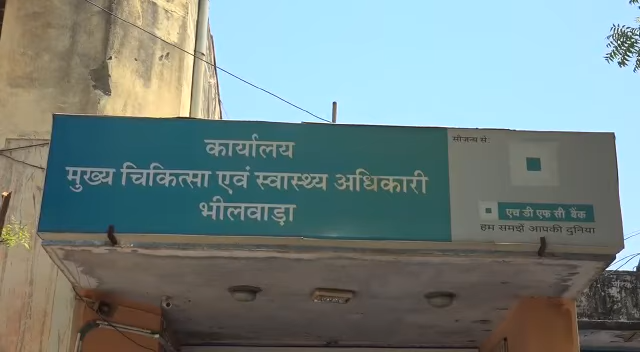 कार्यालय
मुख्य चिकित्सा एवं स्वास्थ्य अधिकारी
भीलवाड़ा
सौजन्य से:
एच डी एफ सी बैंक
हम समझें आपकी दुनिया